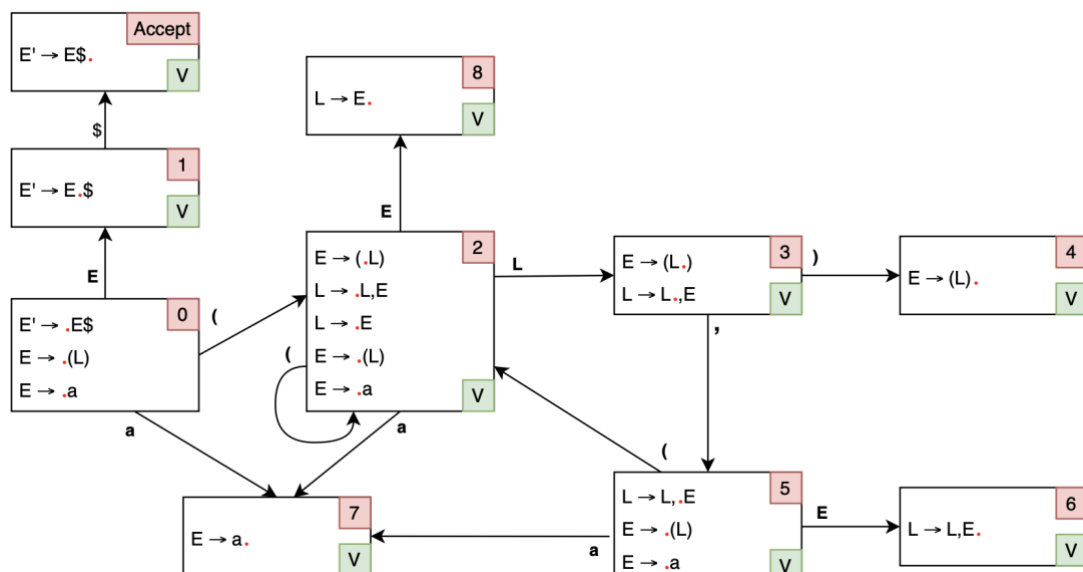 Accept
E' → E$.
V
$
1
E' → E.$
V
E
0
E' → .E$
E → .(L)
E → .a
(
a
8
L → E.
V
E
2
E → (.L)
L → .L,E
L → .E
E → .(L)
E → .a
V
(
a
L
3
E → (L.)
L → L.,E
V
)
4
E → (L).
V
,
(
5
L → L,.E
E → .(L)
E → .a
V
E
6
L → L,E.
V
a
7
E → a.
V